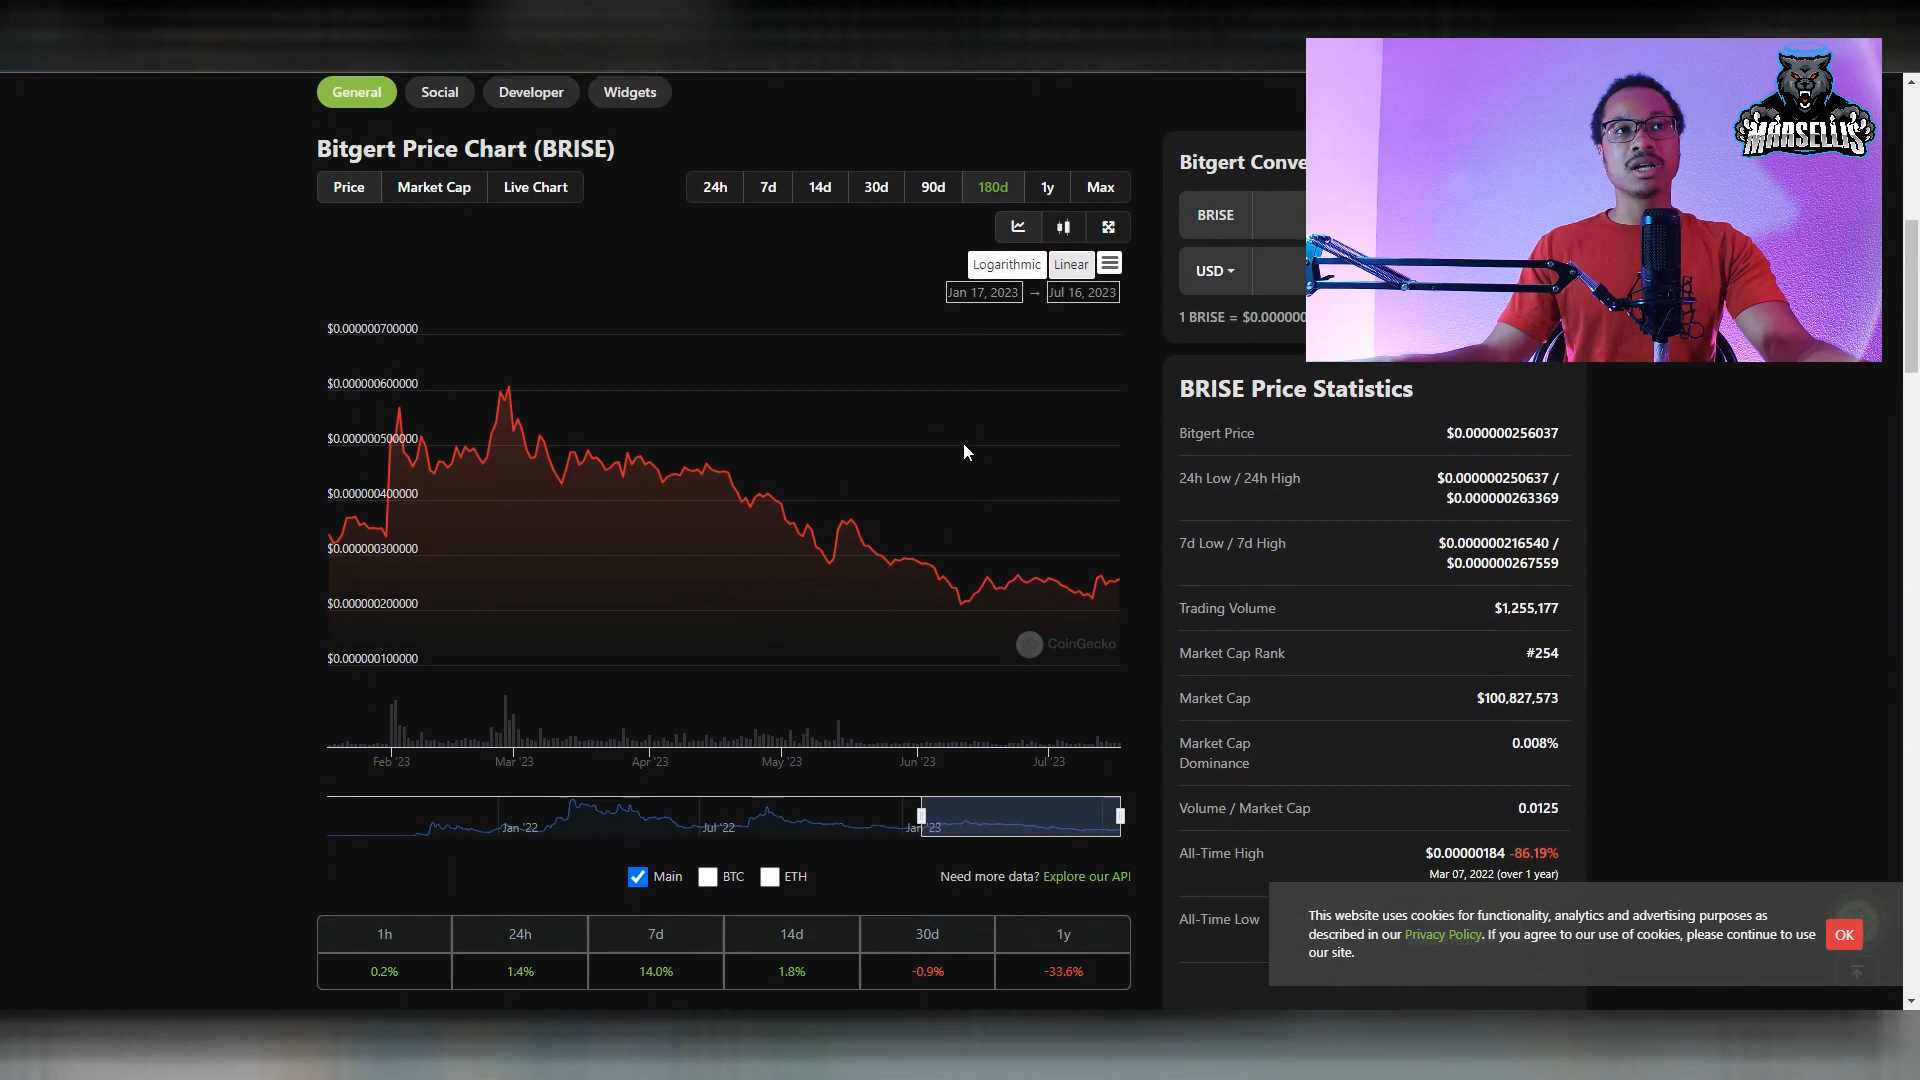 General
Social
Developer
Widgets
MARSELLIS
Bitgert Price Chart (BRISE)
Price
Market Cap
Live Chart
24h
7d
14d
30d
90d
180d
1y
Max
Logarithmic
Linear
Jan 17, 2023 → Jul 16, 2023
$0.000000700000
$0.000000600000
$0.000000500000
$0.000000400000
$0.000000300000
$0.000000200000
$0.000000100000
CoinGecko
Feb '23
Mar '23
Apr '23
May '23
Jun '23
Jul '23
Jan '22
Jul '22
Jan '23
Main
BTC
ETH
Need more data? Explore our API
1h
24h
7d
14d
30d
1y
0.2%
1.4%
14.0%
1.8%
-0.9%
-33.6%
Bitgert Conve
BRISE
USD
1 BRISE = $0.000000
BRISE Price Statistics
Bitgert Price
$0.000000256037
24h Low / 24h High
$0.000000250637 /
$0.000000263369
7d Low / 7d High
$0.000000216540 /
$0.000000267559
Trading Volume
$1,255,177
Market Cap Rank
#254
Market Cap
$100,827,573
Market Cap
Dominance
0.008%
Volume / Market Cap
0.0125
All-Time High
$0.00000184 -86.19%
Mar 07, 2022 (over 1 year)
All-Time Low
This website uses cookies for functionality, analytics and advertising purposes as
described in our Privacy Policy. If you agree to our use of cookies, please continue to use
our site.
OK